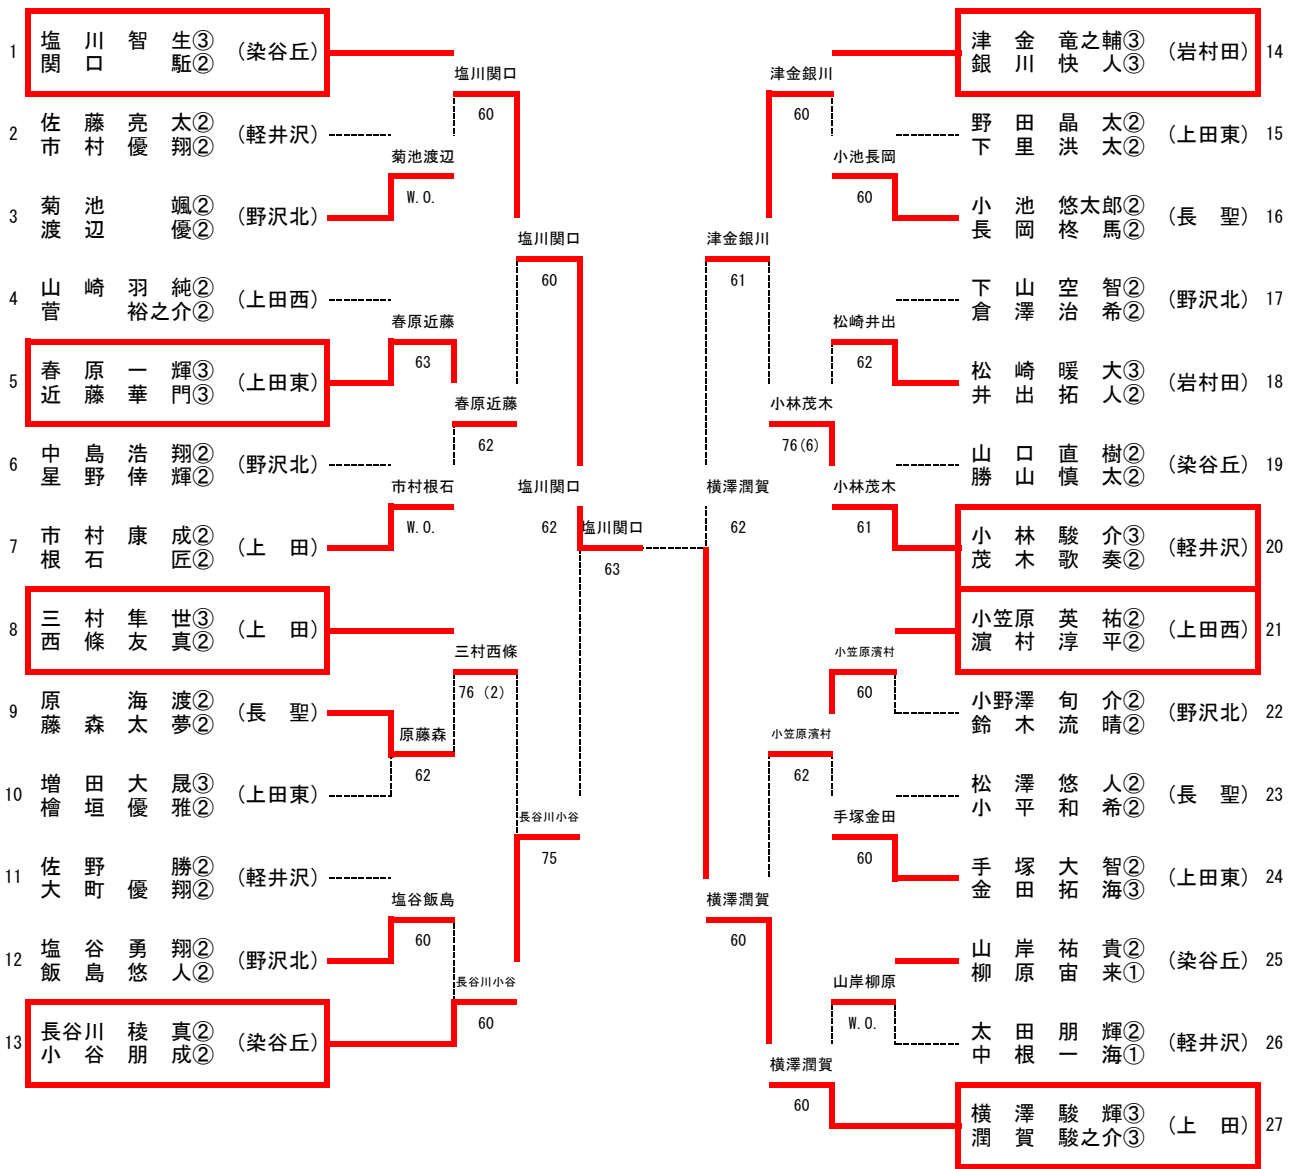 1 塩川智生③ (染谷丘)
関口駈②
2 佐藤亮太② (軽井沢)
市村優翔②
3 菊池颯② (野沢北)
渡辺優②
4 山崎羽純② (上田西)
菅裕之介②
5 春原一輝③ (上田東)
近藤華門③
6 中島浩翔② (野沢北)
星野倖輝②
7 市村康成② (上田)
根石匠②
8 三村隼世③ (上田)
西條友真②
9 原海渡② (長聖)
藤森太夢②
10 増田大晟③ (上田東)
檜垣優雅②
11 佐野勝② (軽井沢)
大町優翔②
12 塩谷勇翔② (野沢北)
飯島悠人②
13 長谷川稜真② (染谷丘)
小谷朋成②
菊池渡辺
W.O.
春原近藤
63
市村根石
W.O.
原藤森
62
塩谷飯島
60
塩川関口
60
春原近藤
62
三村西條
76 (2)
長谷川小谷
60
塩川関口
60
長谷川小谷
75
塩川関口
62
塩川関口
63
横澤潤賀
62
津金銀川
61
横澤潤賀
60
津金銀川
60
小林茂木
76(6)
小笠原濱村
62
横澤潤賀
60
小池長岡
60
松崎井出
62
小林茂木
61
小笠原濱村
60
手塚金田
60
山岸柳原
W.O.
津金竜之輔③ (岩村田) 14
銀川快人③
野田晶太② (上田東) 15
下里洪太②
小池悠太郎② (長聖) 16
長岡柊馬②
下山空智② (野沢北) 17
倉澤治希②
松崎暖大③ (岩村田) 18
井出拓人②
山口直樹② (染谷丘) 19
勝山慎太②
小林駿介③ (軽井沢) 20
茂木歌奏②
小笠原英祐② (上田西) 21
濵村淳平②
小野澤旬介② (野沢北) 22
鈴木流晴②
松澤悠人② (長聖) 23
小平和希②
手塚大智② (上田東) 24
金田拓海③
山岸祐貴② (染谷丘) 25
柳原宙来①
太田朋輝② (軽井沢) 26
中根一海①
横澤駿輝③ (上田) 27
潤賀駿之介③